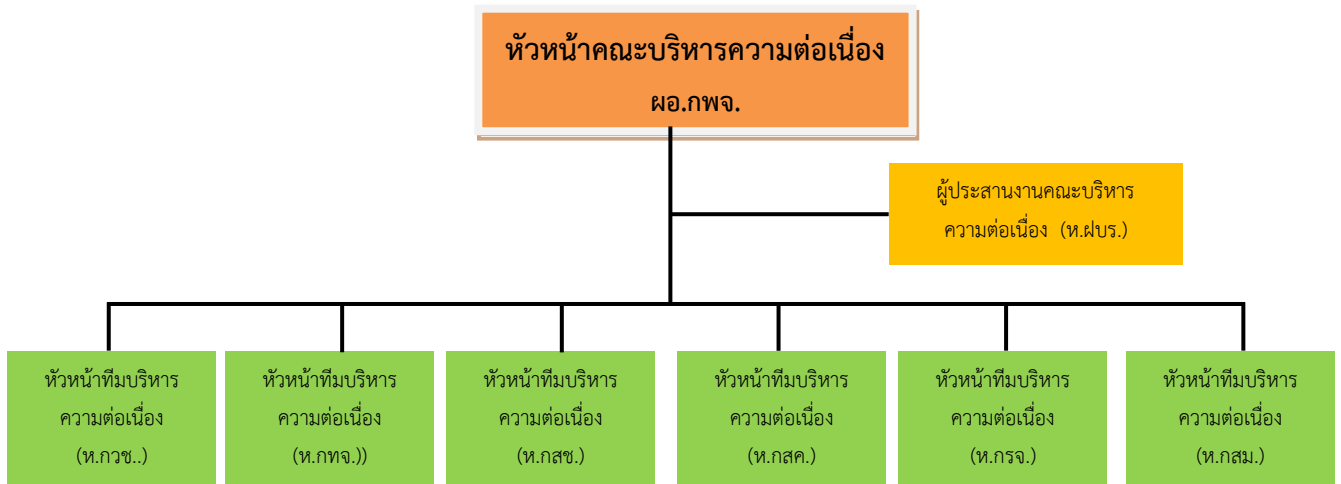 หัวหน้าคณะบริหารความต่อเนื่อง
ผอ.กพจ.
ผู้ประสานงานคณะบริหาร
ความต่อเนื่อง (ห.ฝบร.)
หัวหน้าทีมบริหาร
ความต่อเนื่อง
(ห.กวช..)
หัวหน้าทีมบริหาร
ความต่อเนื่อง
(ห.กทจ.))
หัวหน้าทีมบริหาร
ความต่อเนื่อง
(ห.กสช.)
หัวหน้าทีมบริหาร
ความต่อเนื่อง
(ห.กสค.)
หัวหน้าทีมบริหาร
ความต่อเนื่อง
(ห.กรจ.)
หัวหน้าทีมบริหาร
ความต่อเนื่อง
(ห.กสม.)